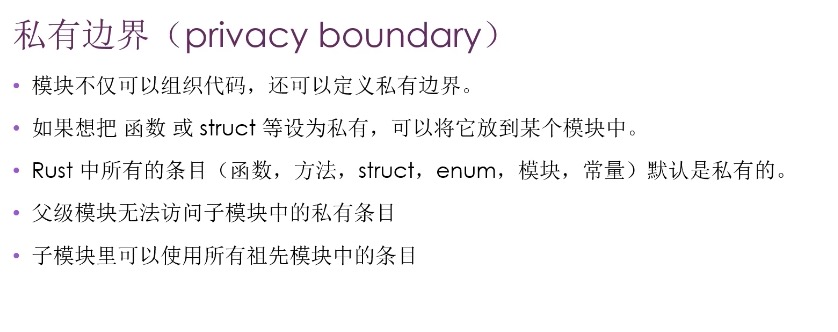 私有边界（privacy boundary）
• 模块不仅可以组织代码，还可以定义私有边界。
• 如果想把 函数 或 struct 等设为私有，可以将它放到某个模块中。
• Rust 中所有的条目（函数，方法，struct，enum，模块，常量）默认是私有的。
• 父级模块无法访问子模块中的私有条目
• 子模块里可以使用所有祖先模块中的条目